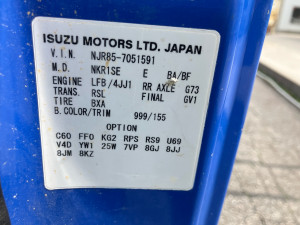 ISUZU MOTORS LTD. JAPAN
V.I.N. NJR85-7051591
M.D. NKR1SE E BA/BF
ENGINE LFB/4JJ1 RR AXLE G73
TRANS. RSL FINAL GV1
TIRE BXA
B.COLOR/TRIM 999/155
OPTION
C60 FF0 KG2 RPS RS9 U69
V4D YW1 25W 7VP 8GJ 8JJ
8JM 8KZ